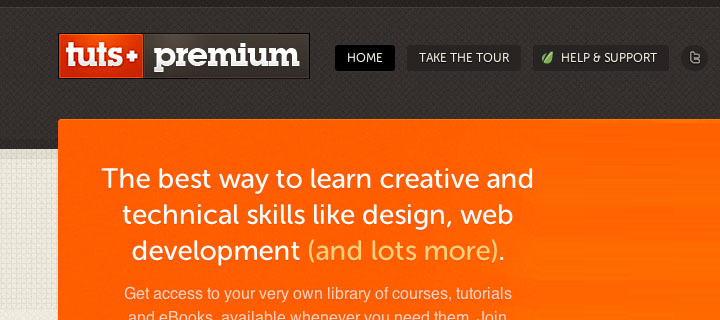 tuts+ premium
HOME
TAKE THE TOUR
HELP & SUPPORT
The best way to learn creative and
technical skills like design, web
development (and lots more).
Get access to your very own library of courses, tutorials
and eBooks, available whenever you need them. Join